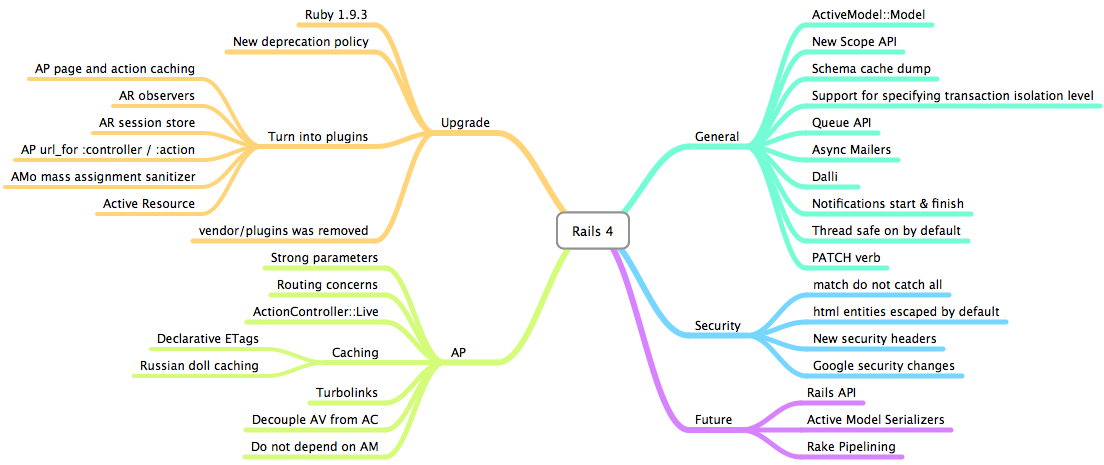 Rails 4
Upgrade
Ruby 1.9.3
New deprecation policy
Turn into plugins
AP page and action caching
AR observers
AR session store
AP url_for :controller / :action
AMo mass assignment sanitizer
Active Resource
vendor/plugins was removed
AP
Strong parameters
Routing concerns
ActionController::Live
Caching
Declarative ETags
Russian doll caching
Turbolinks
Decouple AV from AC
Do not depend on AM
General
ActiveModel::Model
New Scope API
Schema cache dump
Support for specifying transaction isolation level
Queue API
Async Mailers
Dalli
Notifications start & finish
Thread safe on by default
PATCH verb
Security
match do not catch all
html entities escaped by default
New security headers
Google security changes
Future
Rails API
Active Model Serializers
Rake Pipelining